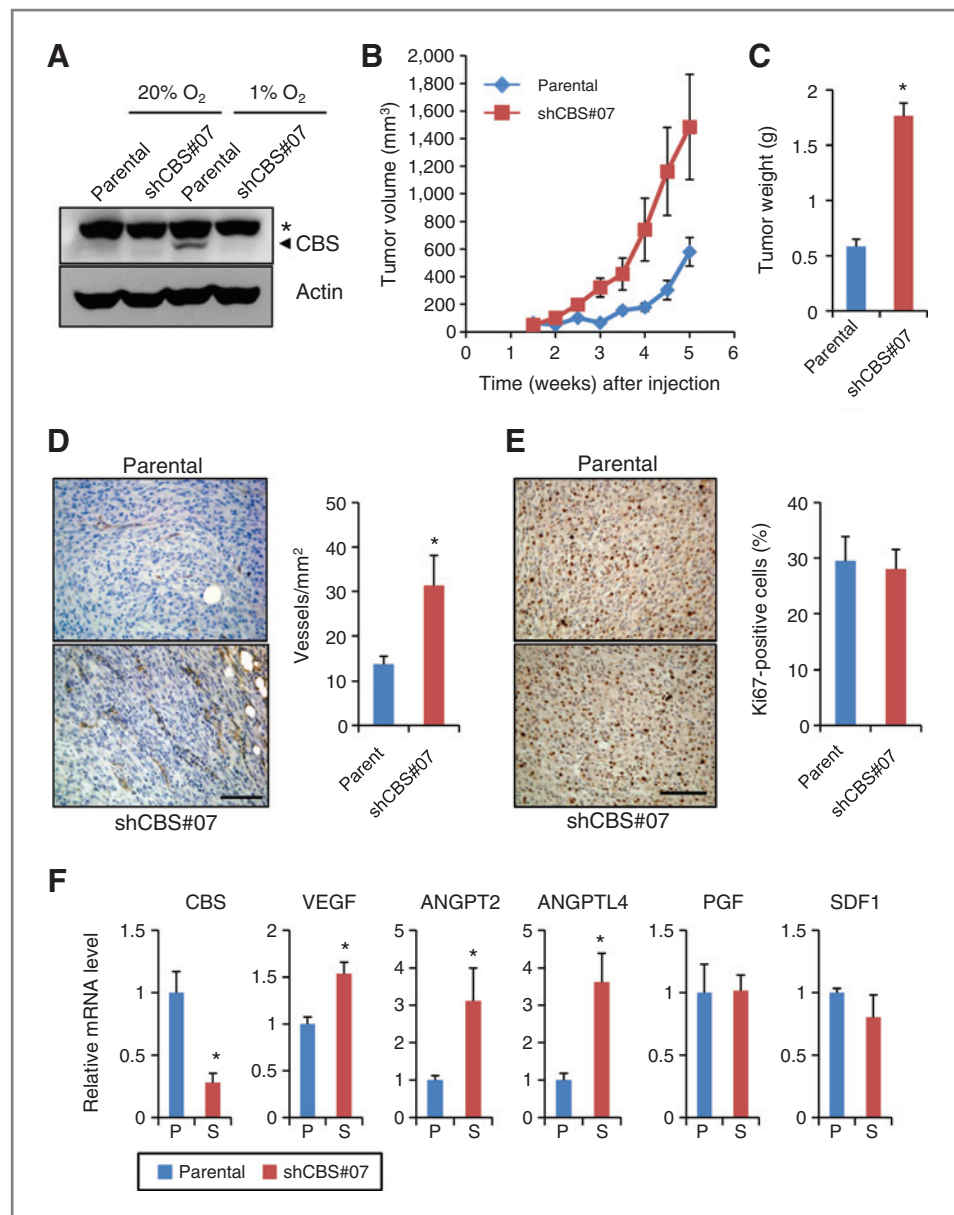 A
20% O₂
1% O₂
Parental
shCBS#07
Parental
shCBS#07
*
CBS
Actin
B
2,000
1,800
1,600
1,400
1,200
1,000
800
600
400
200
0
Tumor volume (mm³)
Parental
shCBS#07
0 1 2 3 4 5 6
Time (weeks) after injection
C
2
1.5
1
0.5
0
Tumor weight (g)
*
Parental
shCBS#07
D
Parental
shCBS#07
50
40
30
20
10
0
Vessels/mm²
*
Parent
shCBS#07
E
Parental
shCBS#07
40
30
20
10
0
Ki67-positive cells (%)
Parent
shCBS#07
F
Relative mRNA level
CBS
1.5
1
0.5
0
*
P S
VEGF
2
1.5
1
0.5
0
*
P S
ANGPT2
5
4
3
2
1
0
*
P S
ANGPTL4
5
4
3
2
1
0
*
P S
PGF
1.5
1
0.5
0
P S
SDF1
1.5
1
0.5
0
P S
Parental shCBS#07